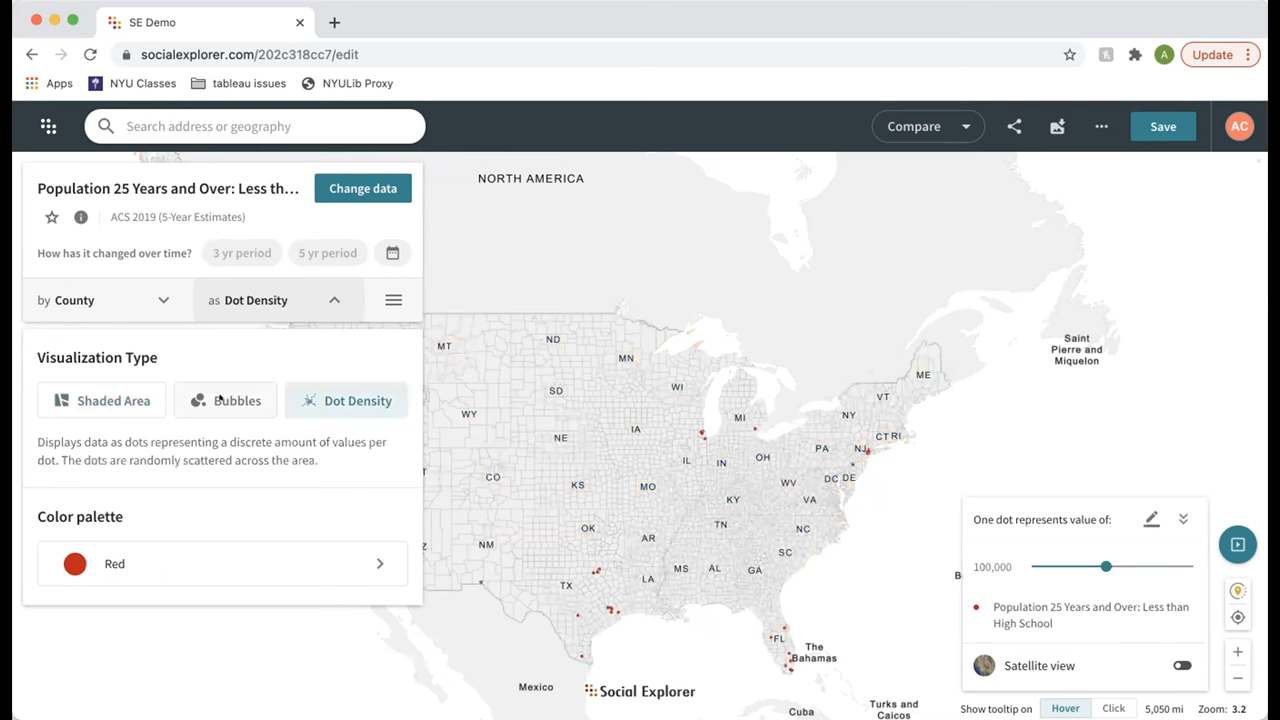 SE Demo
socialexplorer.com/202c318cc7/edit
A
Update
Apps
NYU Classes
tableau issues
NYULib Proxy
Search address or geography
Compare
Save
AC
Population 25 Years and Over: Less th...
Change data
ACS 2019 (5-Year Estimates)
How has it changed over time?
3 yr period
5 yr period
by County
as Dot Density
Visualization Type
Shaded Area
Bubbles
Dot Density
Displays data as dots representing a discrete amount of values per
dot. The dots are randomly scattered across the area.
Color palette
Red
NORTH AMERICA
Saint
Pierre and
Miquelon
MT
ND
MN
ME
WI
VT
SD
MI
NY
WY
IA
CT RI
NE
PA
NJ
IL
IN
OH
CO
KS
MO
WV
DC DE
KY
VA
OK
TN
NC
NM
AR
SC
TX
LA
MS
AL
GA
FL
The
Bahamas
Mexico
Social Explorer
Cuba
Turks and
Caicos
One dot represents value of:
100,000
Population 25 Years and Over: Less than
High School
Satellite view
Show tooltip on
Hover
Click
5,050 mi
Zoom: 3.2